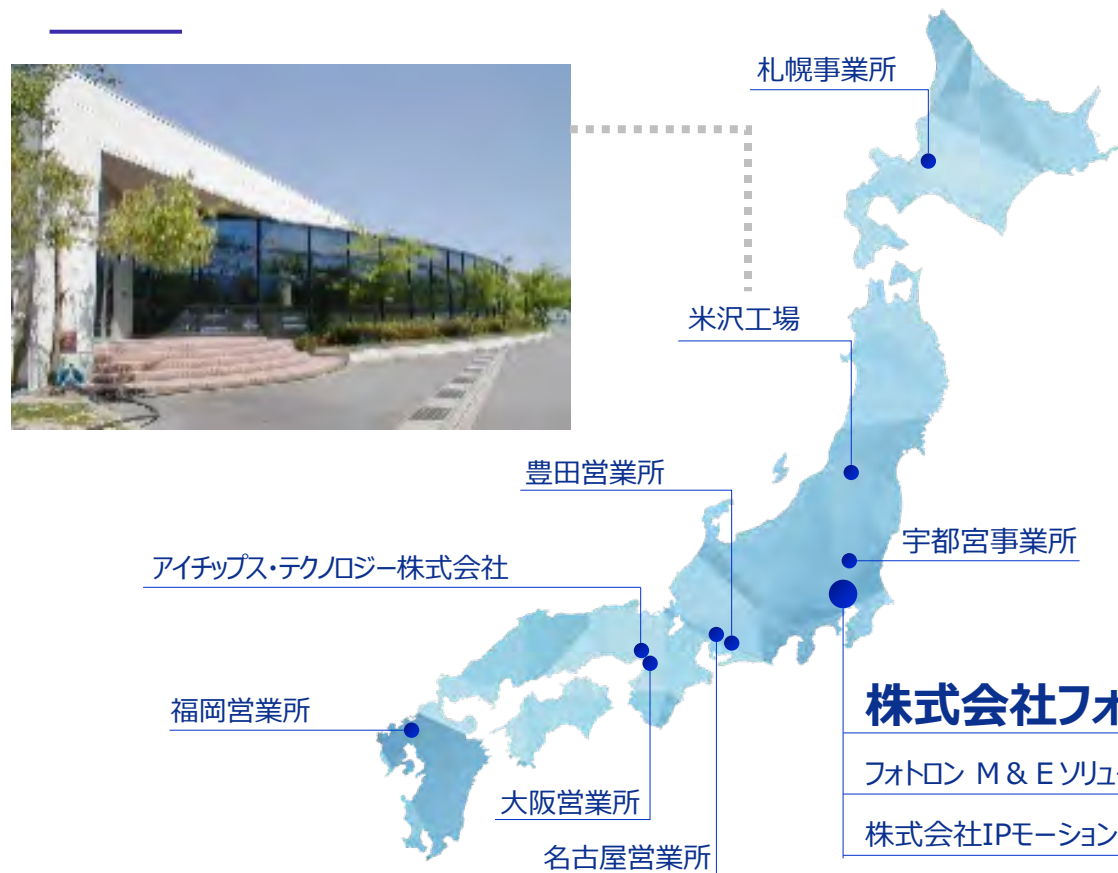 札幌事業所
米沢工場
豊田営業所
宇都宮事業所
アイチップス・テクノロジー株式会社
福岡営業所
株式会社フォ
フォトロン M & E ソリュー
大阪営業所
株式会社IPモーション
名古屋営業所